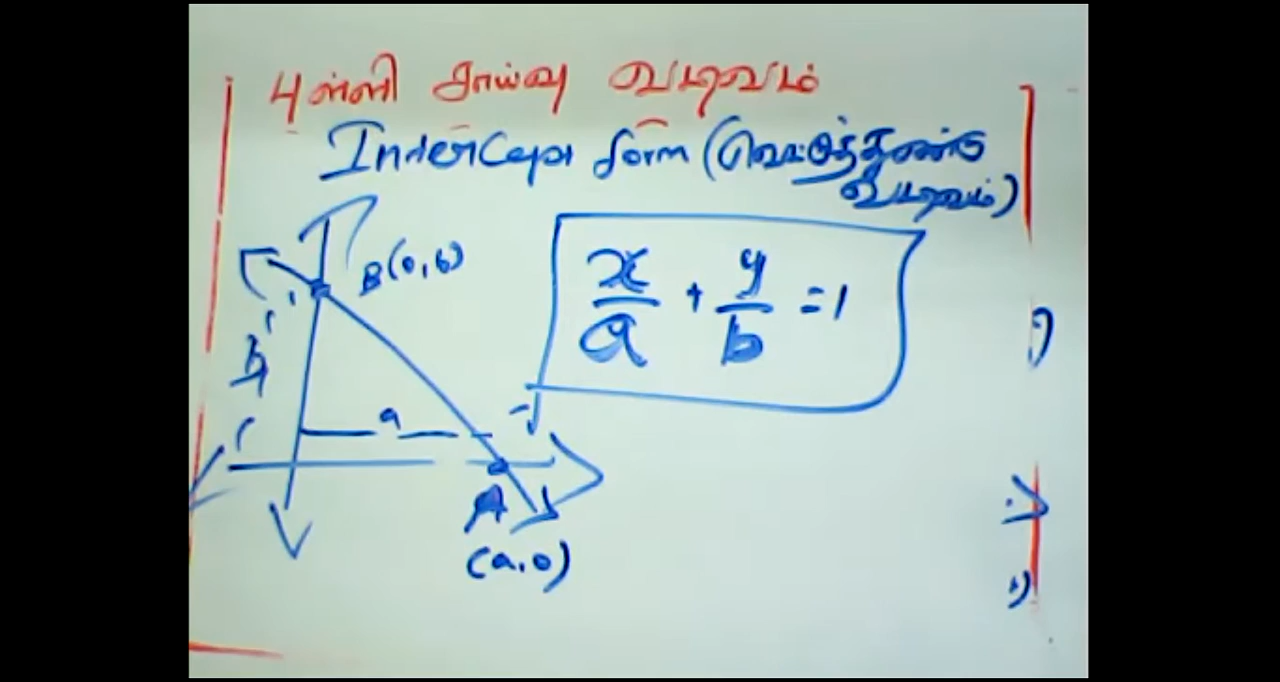 புள்ளி சாய்வு வடிவம்
Intercept form (வெட்டுத்துண்டு
வடிவம்)
B(0,b)
x/a + y/b = 1
b
a
A
(a,0)